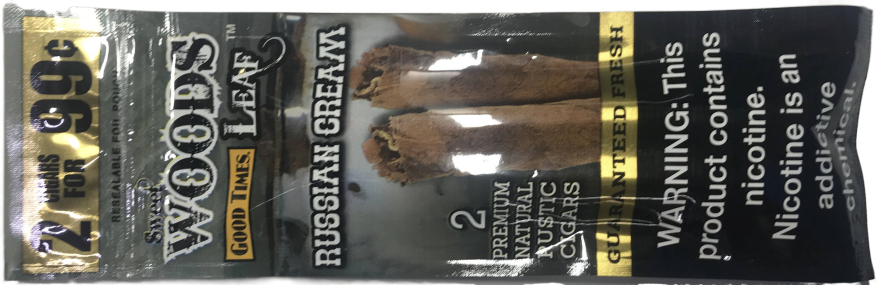 2 CIGARS FOR 99¢
RESEALABLE FOIL POUCH
Sweet
WOODS
GOOD TIMES. LEAF™
RUSSIAN CREAM
2
PREMIUM
NATURAL
RUSTIC
CIGARS
GUARANTEED FRESH
WARNING: This
product contains
nicotine.
Nicotine is an
addictive
chemical.